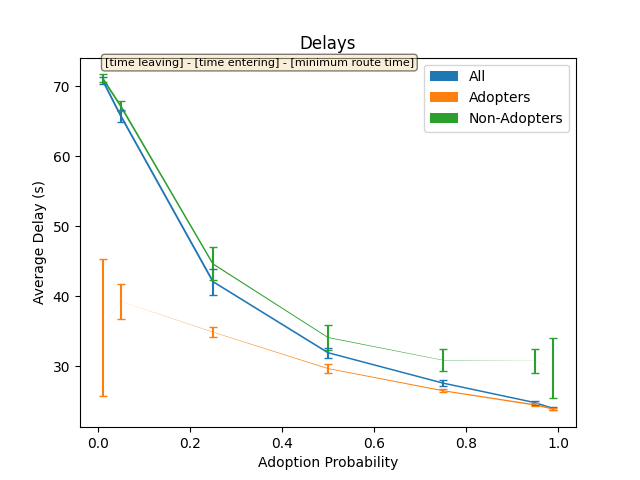 Delays
[time leaving] - [time entering] - [minimum route time]
All
Adopters
Non-Adopters
70
60
50
40
30
Average Delay (s)
0.0 0.2 0.4 0.6 0.8 1.0
Adoption Probability